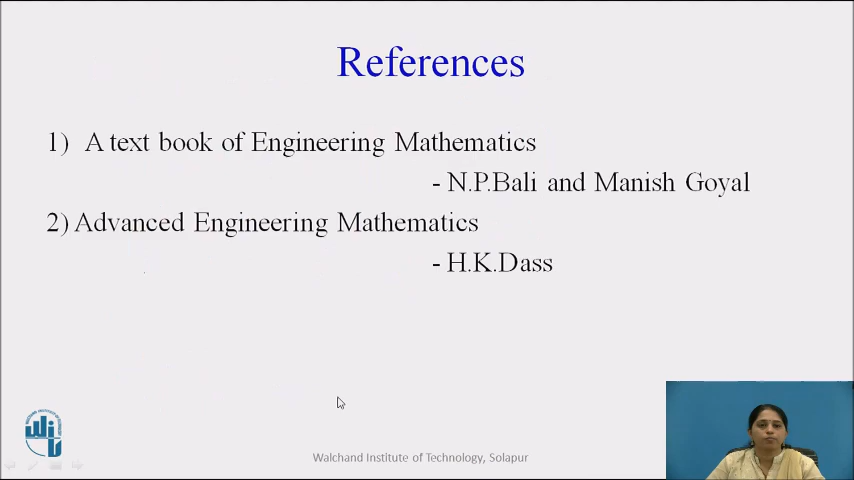 References
1) A text book of Engineering Mathematics
- N.P.Bali and Manish Goyal
2) Advanced Engineering Mathematics
- H.K.Dass
Walchand Institute of Technology, Solapur